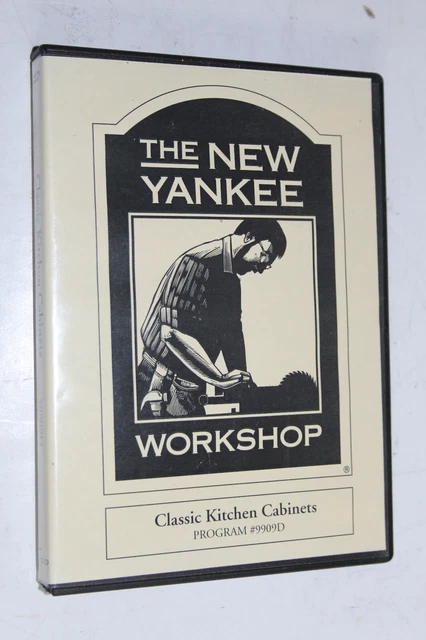 THE NEW
YANKEE
WORKSHOP
®
Classic Kitchen Cabinets
PROGRAM #9909D